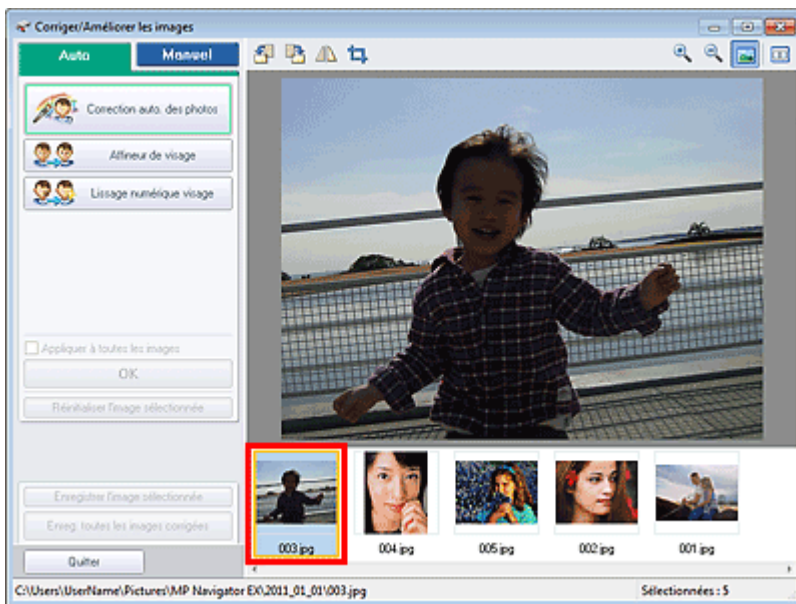 Corriger/Améliorer les images
Auto
Manuel
Correction auto. des photos
Affineur de visage
Lissage numérique visage
Appliquer à toutes les images
OK
Réinitialiser l'image sélectionnée
Enregistrer l'image sélectionnée
Enreg. toutes les images corrigées
Quitter
003.jpg
004.jpg
005.jpg
002.jpg
001.jpg
C:\Users\UserName\Pictures\MP Navigator EX\2011_01_01\003.jpg
Sélectionnées : 5